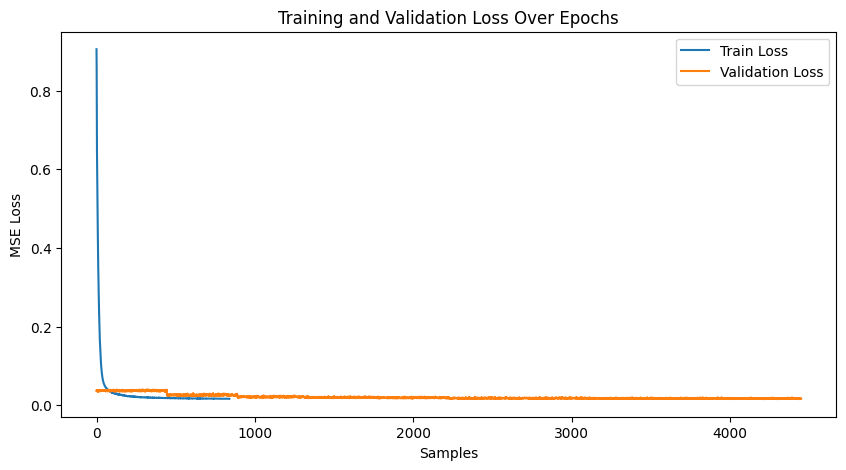 Training and Validation Loss Over Epochs
Train Loss
Validation Loss
MSE Loss
0.8
0.6
0.4
0.2
0.0
0
1000
2000
3000
4000
Samples